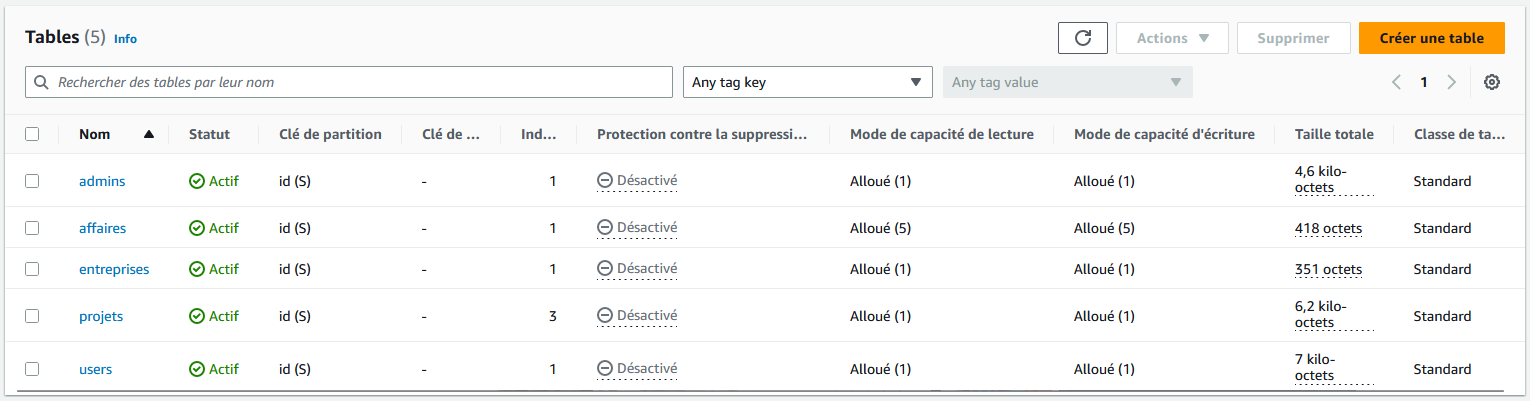 Tables (5) Info
Actions
Supprimer
Créer une table
Rechercher des tables par leur nom
Any tag key
Any tag value
1
Nom Statut Clé de partition Clé de ... Ind... Protection contre la suppressi... Mode de capacité de lecture Mode de capacité d'écriture Taille totale Classe de ta...
admins Actif id (S) - 1 Désactivé Alloué (1) Alloué (1) 4,6 kilo-
octets Standard
affaires Actif id (S) - 1 Désactivé Alloué (5) Alloué (5) 418 octets Standard
entreprises Actif id (S) - 1 Désactivé Alloué (1) Alloué (1) 351 octets Standard
projets Actif id (S) - 3 Désactivé Alloué (1) Alloué (1) 6,2 kilo-
octets Standard
users Actif id (S) - 1 Désactivé Alloué (1) Alloué (1) 7 kilo-
octets Standard